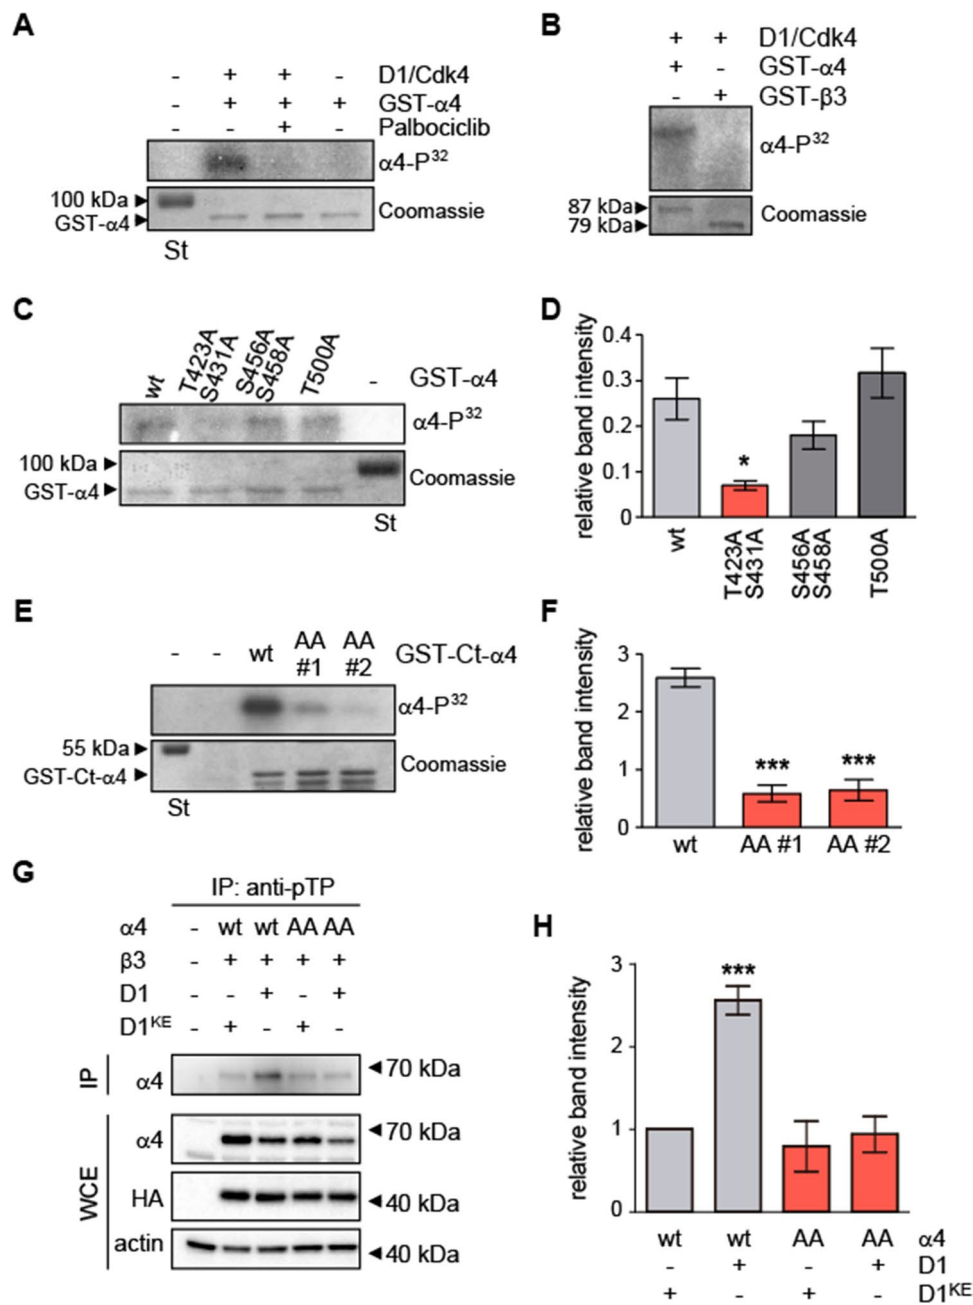 A
- + + - D1/Cdk4
- + + + GST-α4
- - + - Palbociclib
α4-P32
100 kDa
GST-α4
Coomassie
St
B
+ + D1/Cdk4
+ - GST-α4
- + GST-β3
α4-P32
87 kDa
79 kDa
Coomassie
C
wt
T423A
S431A
S456A
S458A
T500A
-
GST-α4
α4-P32
100 kDa
GST-α4
Coomassie
St
D
relative band intensity
0.4
0.3
0.2
0.1
0
*
wt
T423A
S431A
S456A
S458A
T500A
E
- - wt AA AA GST-Ct-α4
#1 #2
α4-P32
55 kDa
GST-Ct-α4
Coomassie
St
F
relative band intensity
3
2
1
0
*** ***
wt AA #1 AA #2
G
IP: anti-pTP
α4 - wt wt AA AA
β3 - + + + +
D1 - - + - +
D1KE - + - + -
IP
α4
70 kDa
WCE
α4
70 kDa
HA
40 kDa
actin
40 kDa
H
relative band intensity
3
2
1
0
***
wt wt AA AA α4
- + - + D1
+ - + - D1KE